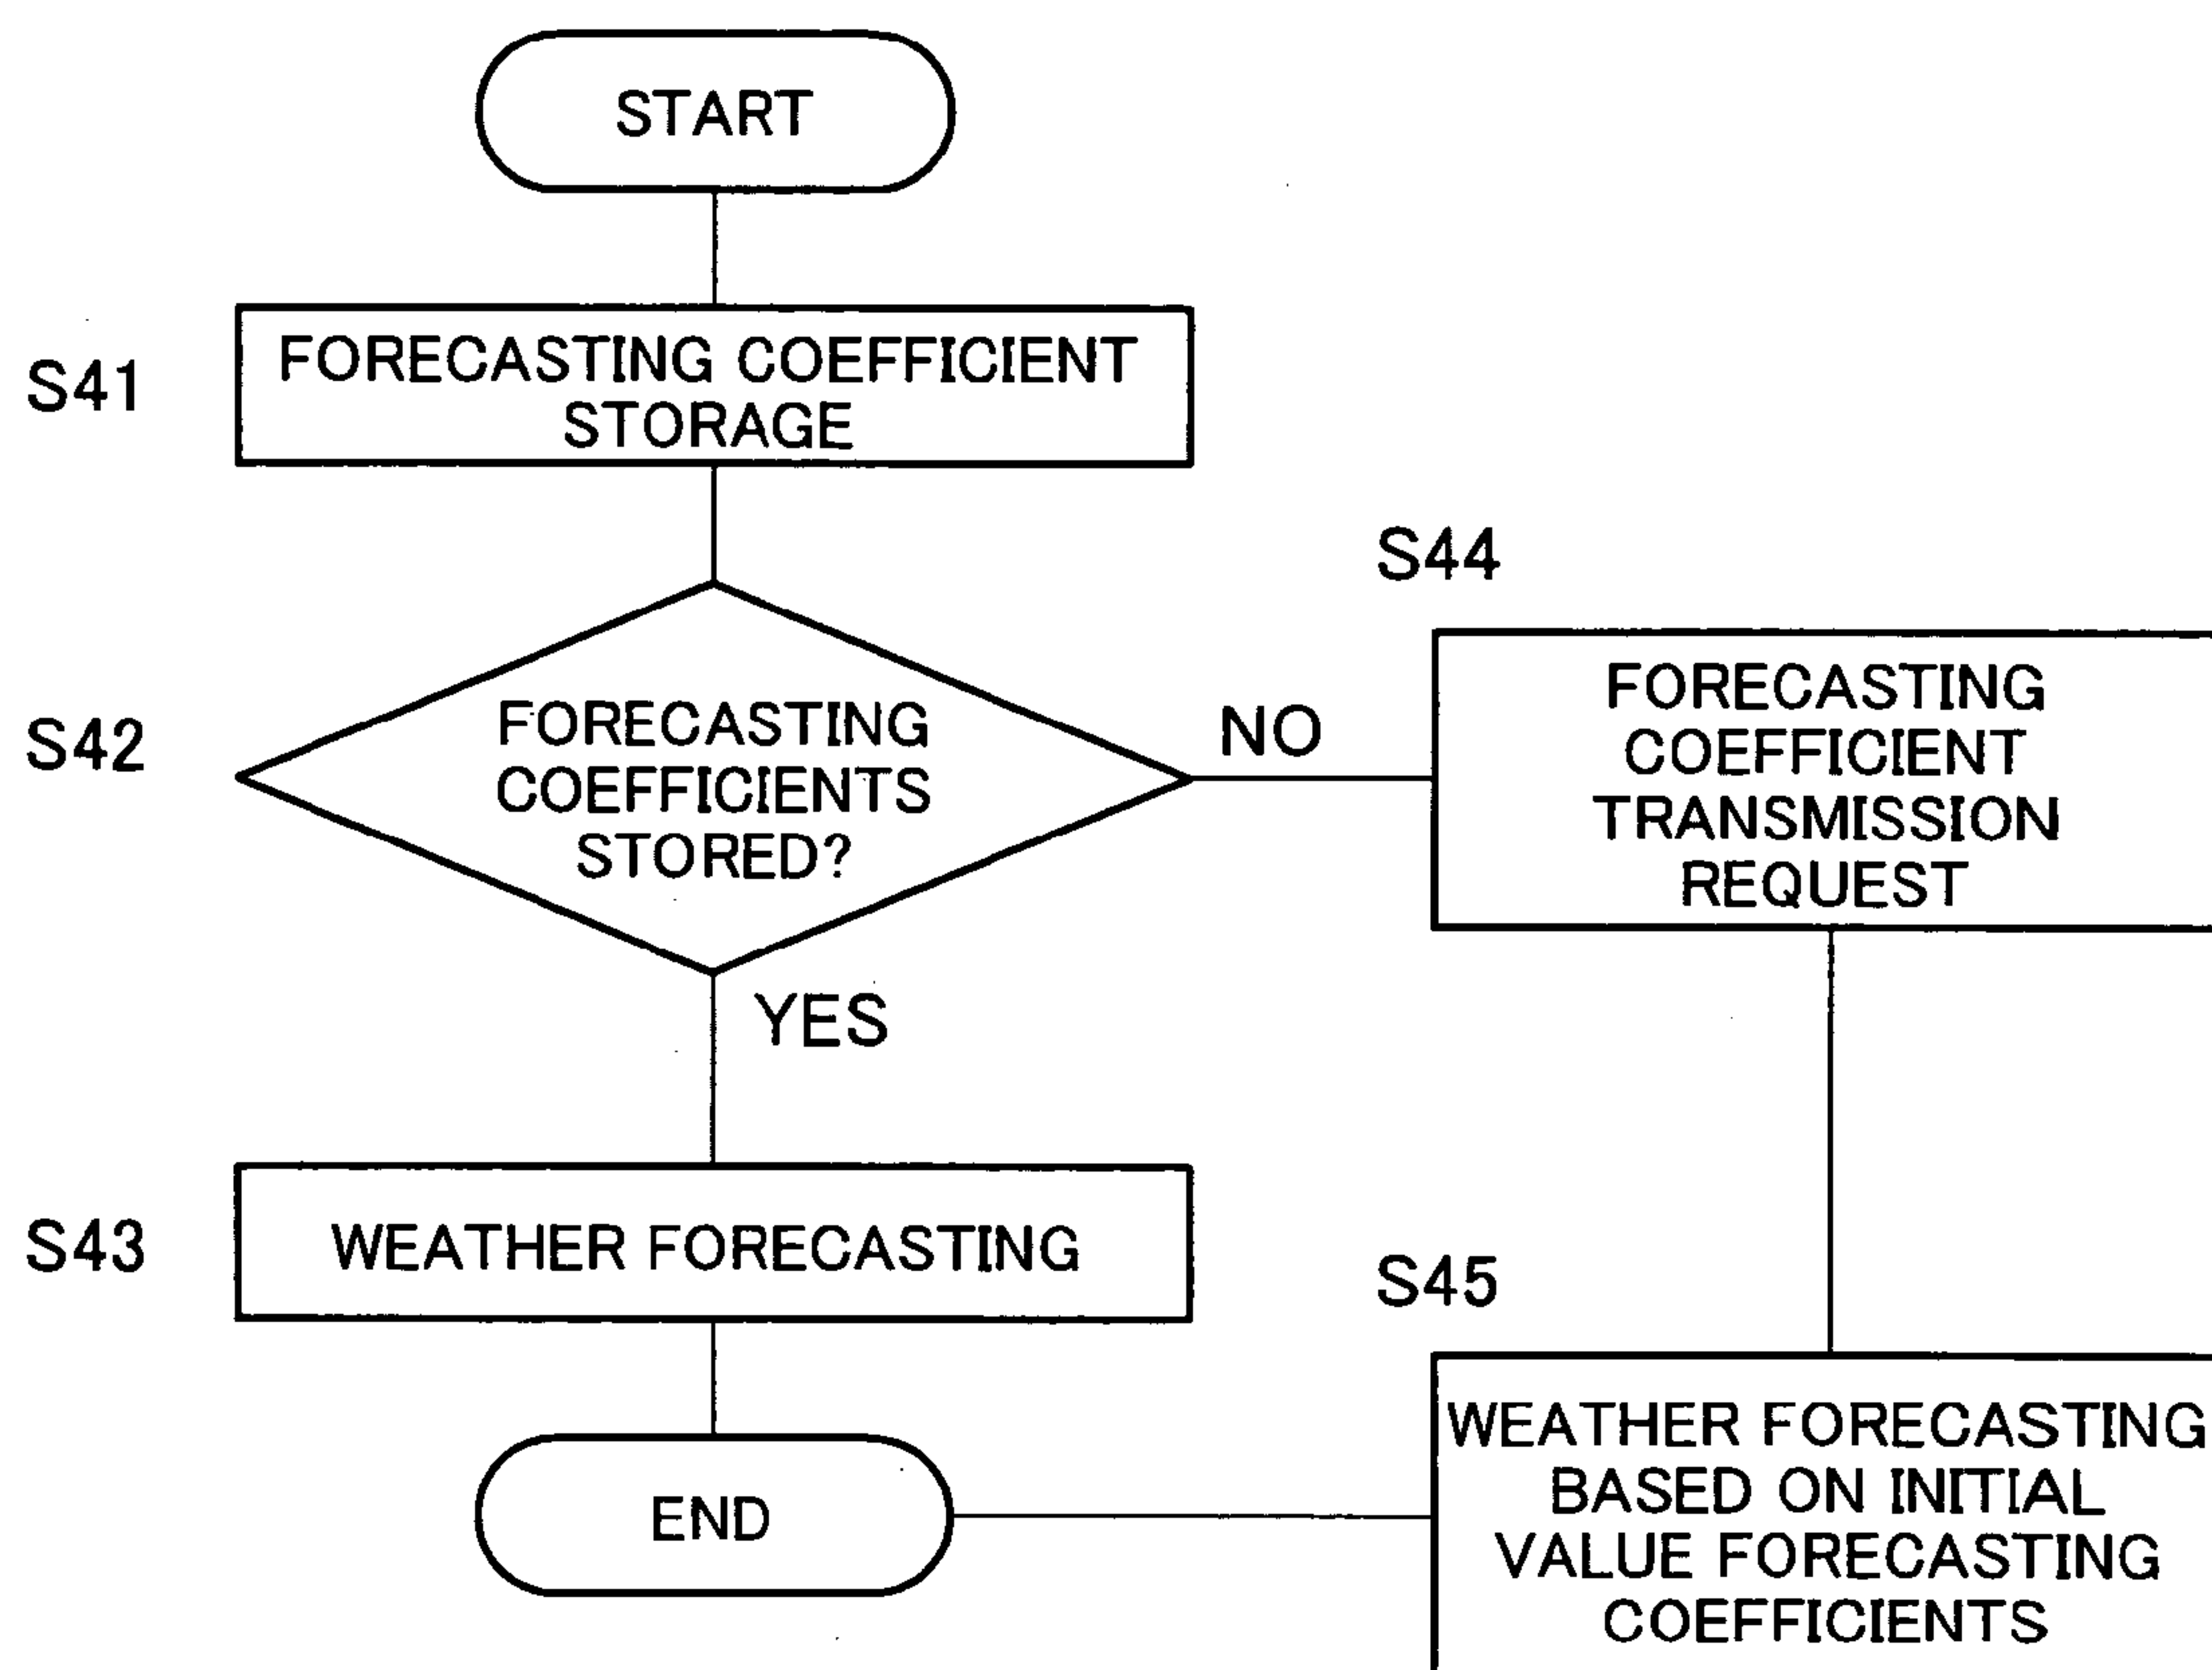 START
S41
FORECASTING COEFFICIENT
STORAGE
S42
FORECASTING
COEFFICIENTS
STORED?
NO
S44
FORECASTING
COEFFICIENT
TRANSMISSION
REQUEST
YES
S43
WEATHER FORECASTING
S45
WEATHER FORECASTING
BASED ON INITIAL
VALUE FORECASTING
COEFFICIENTS
END